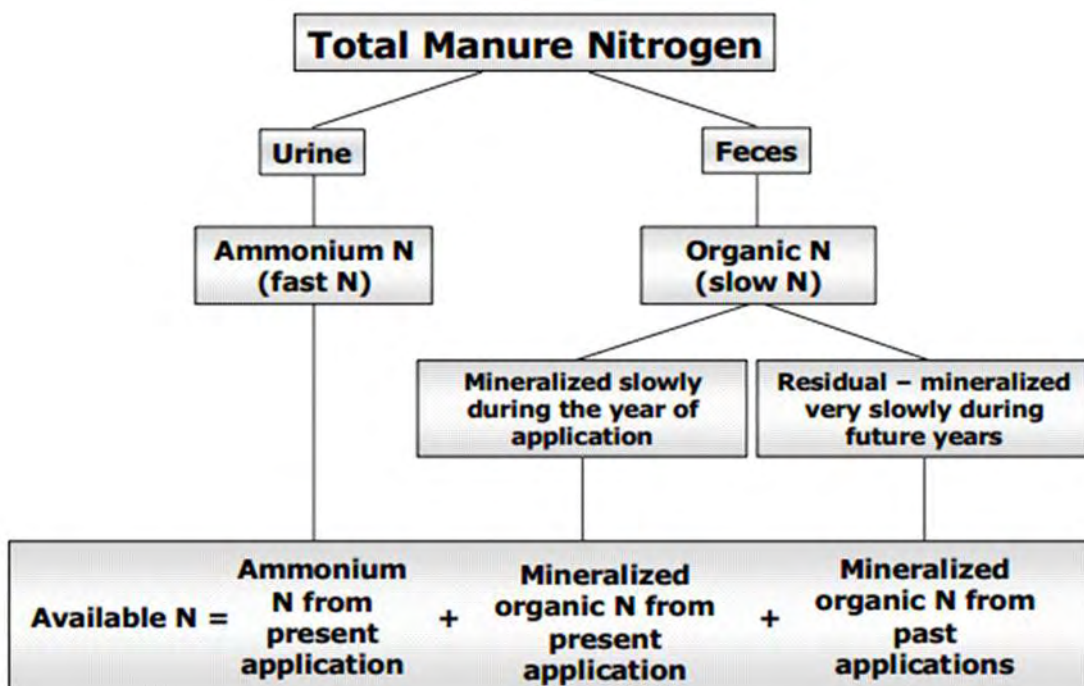 Total Manure Nitrogen
Urine
Feces
Ammonium N
(fast N)
Organic N
(slow N)
Mineralized slowly
during the year of
application
Residual – mineralized
very slowly during
future years
Available N =
Ammonium
N from
present
application
+
Mineralized
organic N from
present
application
+
Mineralized
organic N from
past
applications